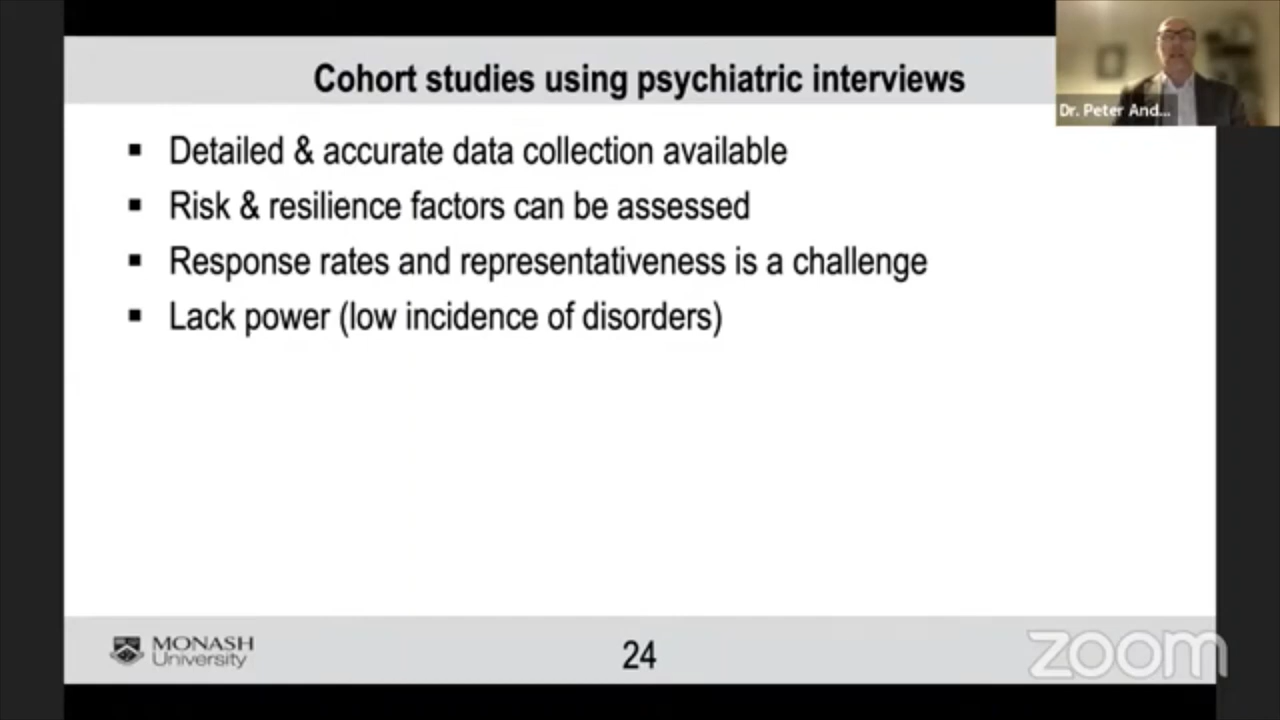 Cohort studies using psychiatric interviews
Dr. Peter And...
▪ Detailed & accurate data collection available
▪ Risk & resilience factors can be assessed
▪ Response rates and representativeness is a challenge
▪ Lack power (low incidence of disorders)
MONASH
University
24
zoom